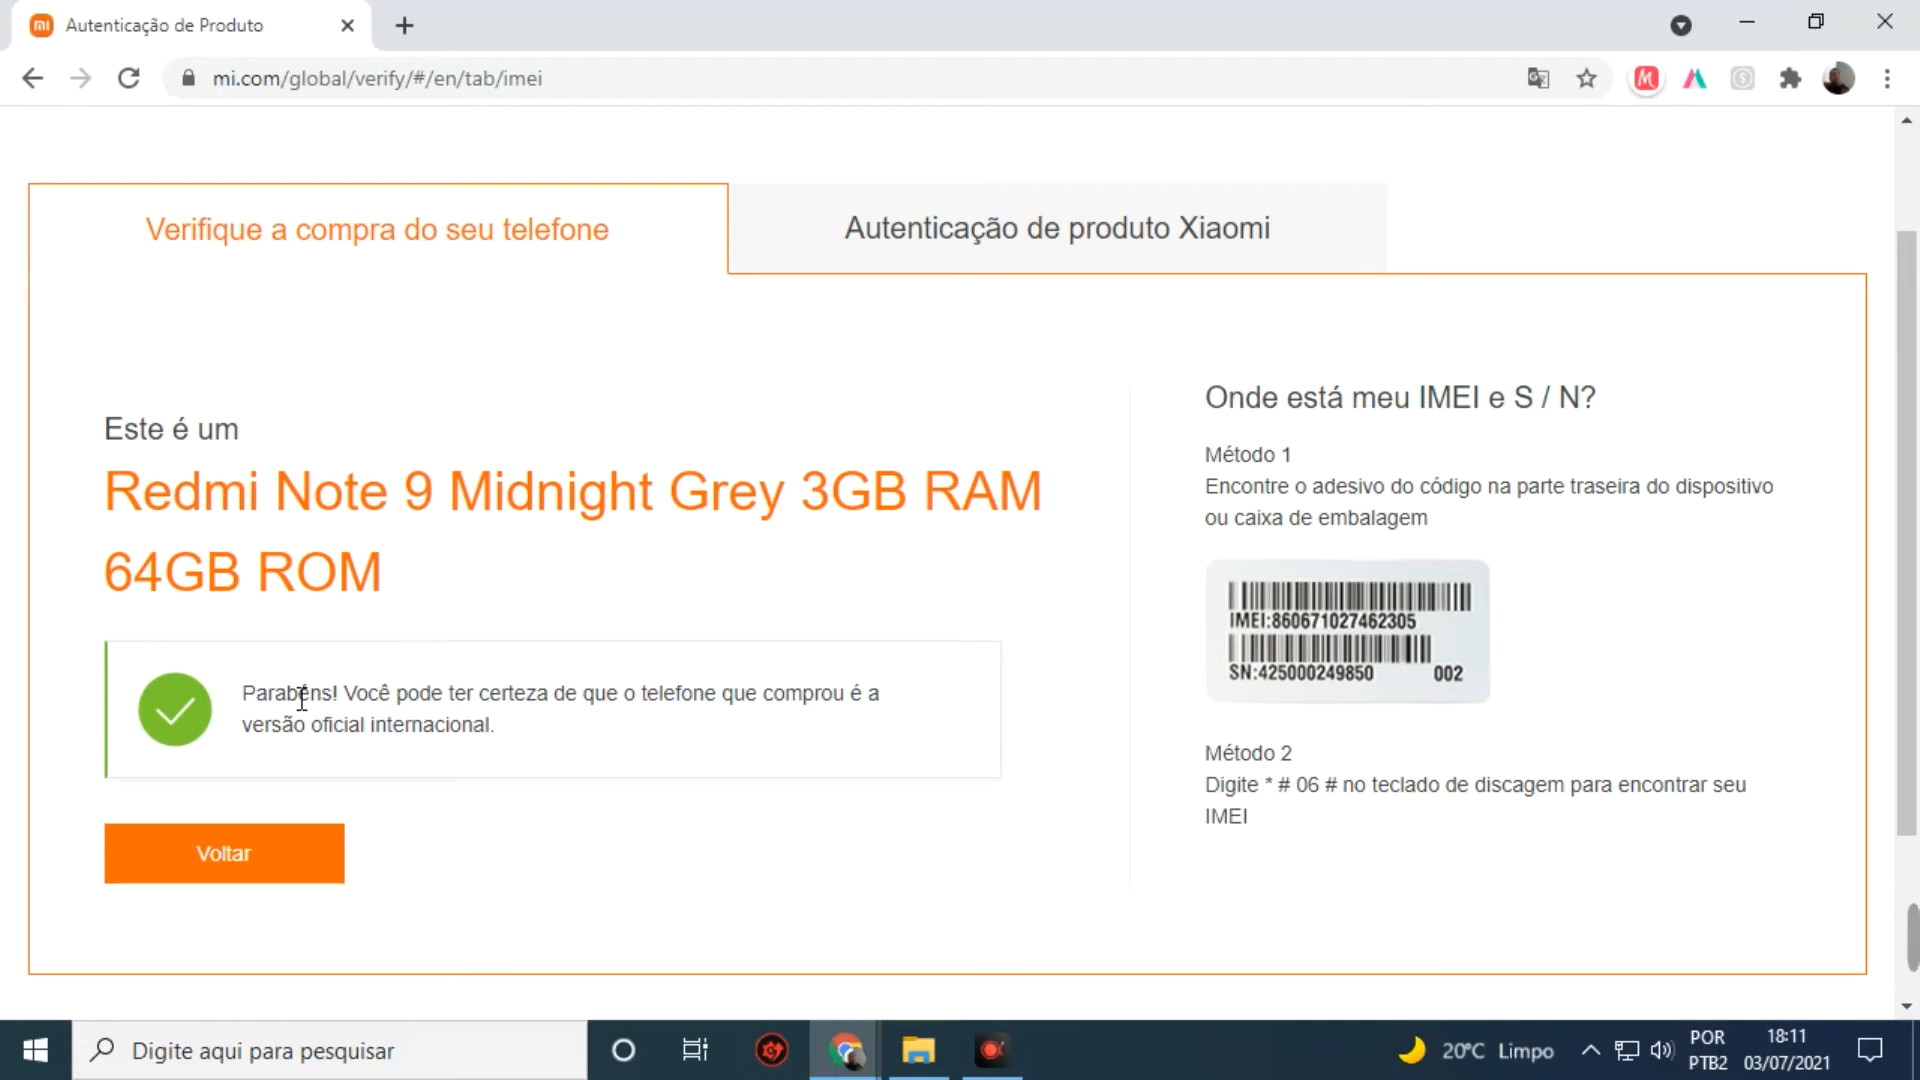 Autenticação de Produto
mi.com/global/verify/#/en/tab/imei
Verifique a compra do seu telefone
Autenticação de produto Xiaomi
Este é um
Redmi Note 9 Midnight Grey 3GB RAM
64GB ROM
Parabéns! Você pode ter certeza de que o telefone que comprou é a
versão oficial internacional.
Voltar
Onde está meu IMEI e S / N?
Método 1
Encontre o adesivo do código na parte traseira do dispositivo
ou caixa de embalagem
IMEI:860671027462305
SN:425000249850 002
Método 2
Digite * # 06 # no teclado de discagem para encontrar seu
IMEI
Digite aqui para pesquisar
20°C Limpo
POR
PTB2
18:11
03/07/2021